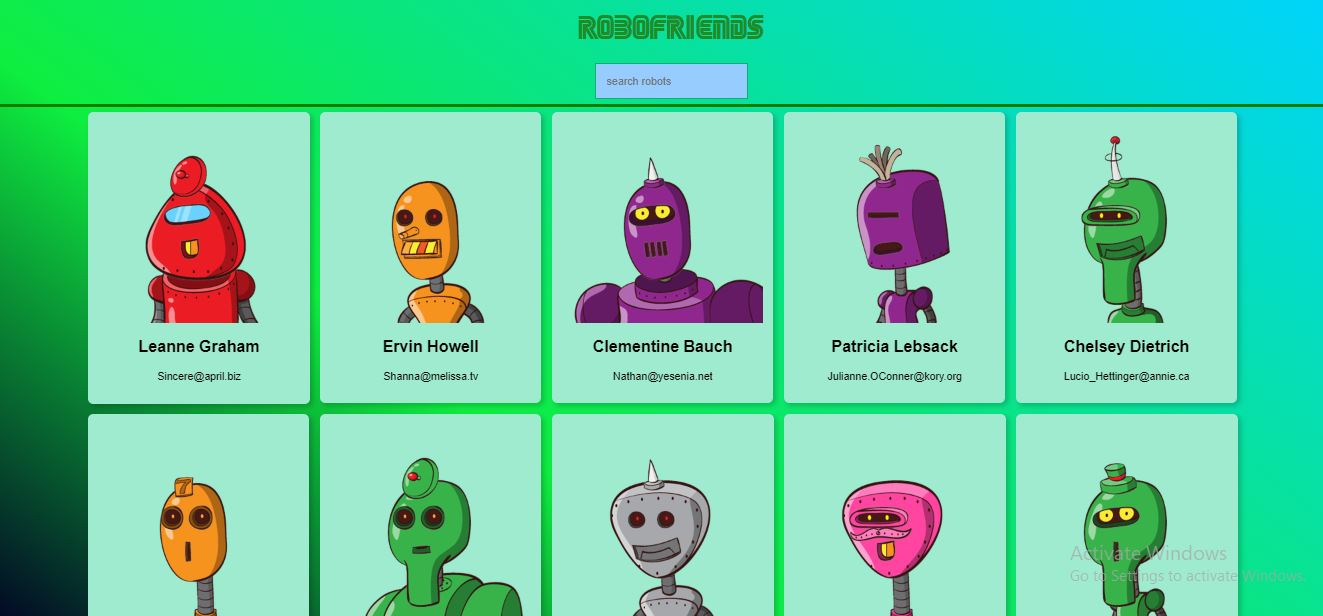 ROBOFRIENDS
search robots
Leanne Graham
Sincere@april.biz
Ervin Howell
Shanna@melissa.tv
Clementine Bauch
Nathan@yesenia.net
Patricia Lebsack
Julianne.OConner@kory.org
Chelsey Dietrich
Lucio_Hettinger@annie.ca
7
Activate Windows
Go to Settings to activate Windows.